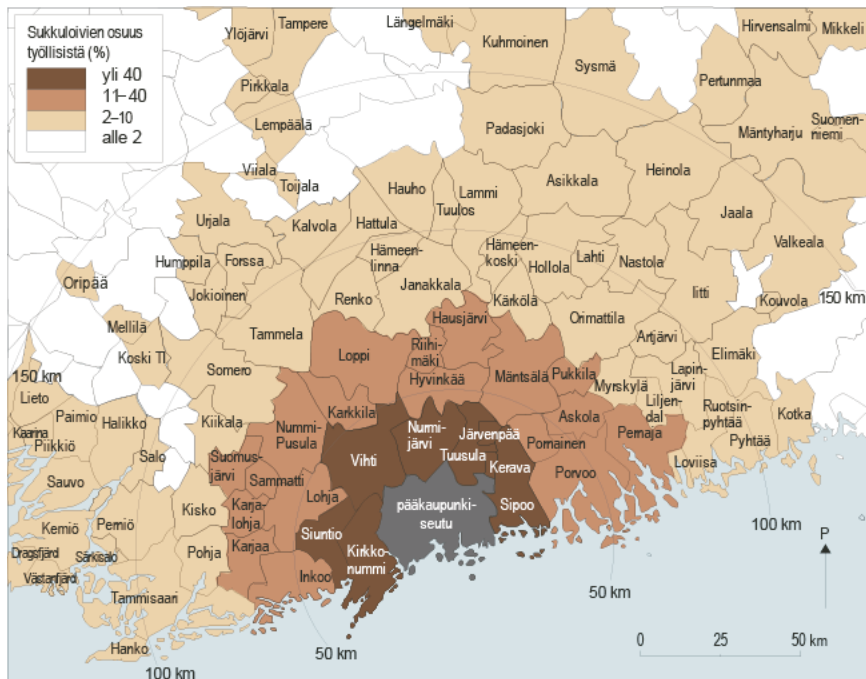 Sukkuloivien osuus
työllisistä (%)
yli 40
11–40
2–10
alle 2
Ylöjärvi
Tampere
Längelmäki
Kuhmoinen
Sysmä
Hirvensalmi
Mikkeli
Pertunmaa
Pirkkala
Lempäälä
Padasjoki
Mäntyharju
Suomen-
niemi
Viiala
Toijala
Hauho
Lammi
Tuulos
Asikkala
Heinola
Urjala
Kalvola
Hattula
Jaala
Valkeala
Humppila
Forssa
Hämeen-
linna
Hämeen-
koski
Hollola
Lahti
Nastola
Oripää
Jokioinen
Renko
Janakkala
Kärkölä
Iitti
Kouvola
150 km
Mellilä
Tammela
Hausjärvi
Orimattila
Artjärvi
Elimäki
Koski Tl
Loppi
Riihi-
mäki
150 km
Somero
Hyvinkää
Mäntsälä
Pukkila
Myrskylä
Lapin-
järvi
Liljen-
dal
Lieto
Paimio
Halikko
Kiikala
Karkkila
Ruotsin-
pyhtää
Kotka
Kaarina
Piikkiö
Salo
Nummi-
Pusula
Nurmi-
järvi
Järvenpää
Tuusula
Askola
Pornainen
Pernaja
Pyhtää
Suomus-
järvi
Sammatti
Vihti
Kerava
Porvoo
Loviisa
Sauvo
Kisko
Karja-
lohja
Lohja
pääkaupunki-
seutu
Sipoo
Kemiö
Perniö
Siuntio
100 km
Dragsfjärd
Särkisalo
Pohja
Karjaa
Kirkko-
nummi
P
Västanfjärd
Inkoo
Tammisaari
50 km
Hanko
50 km
100 km
0
25
50 km